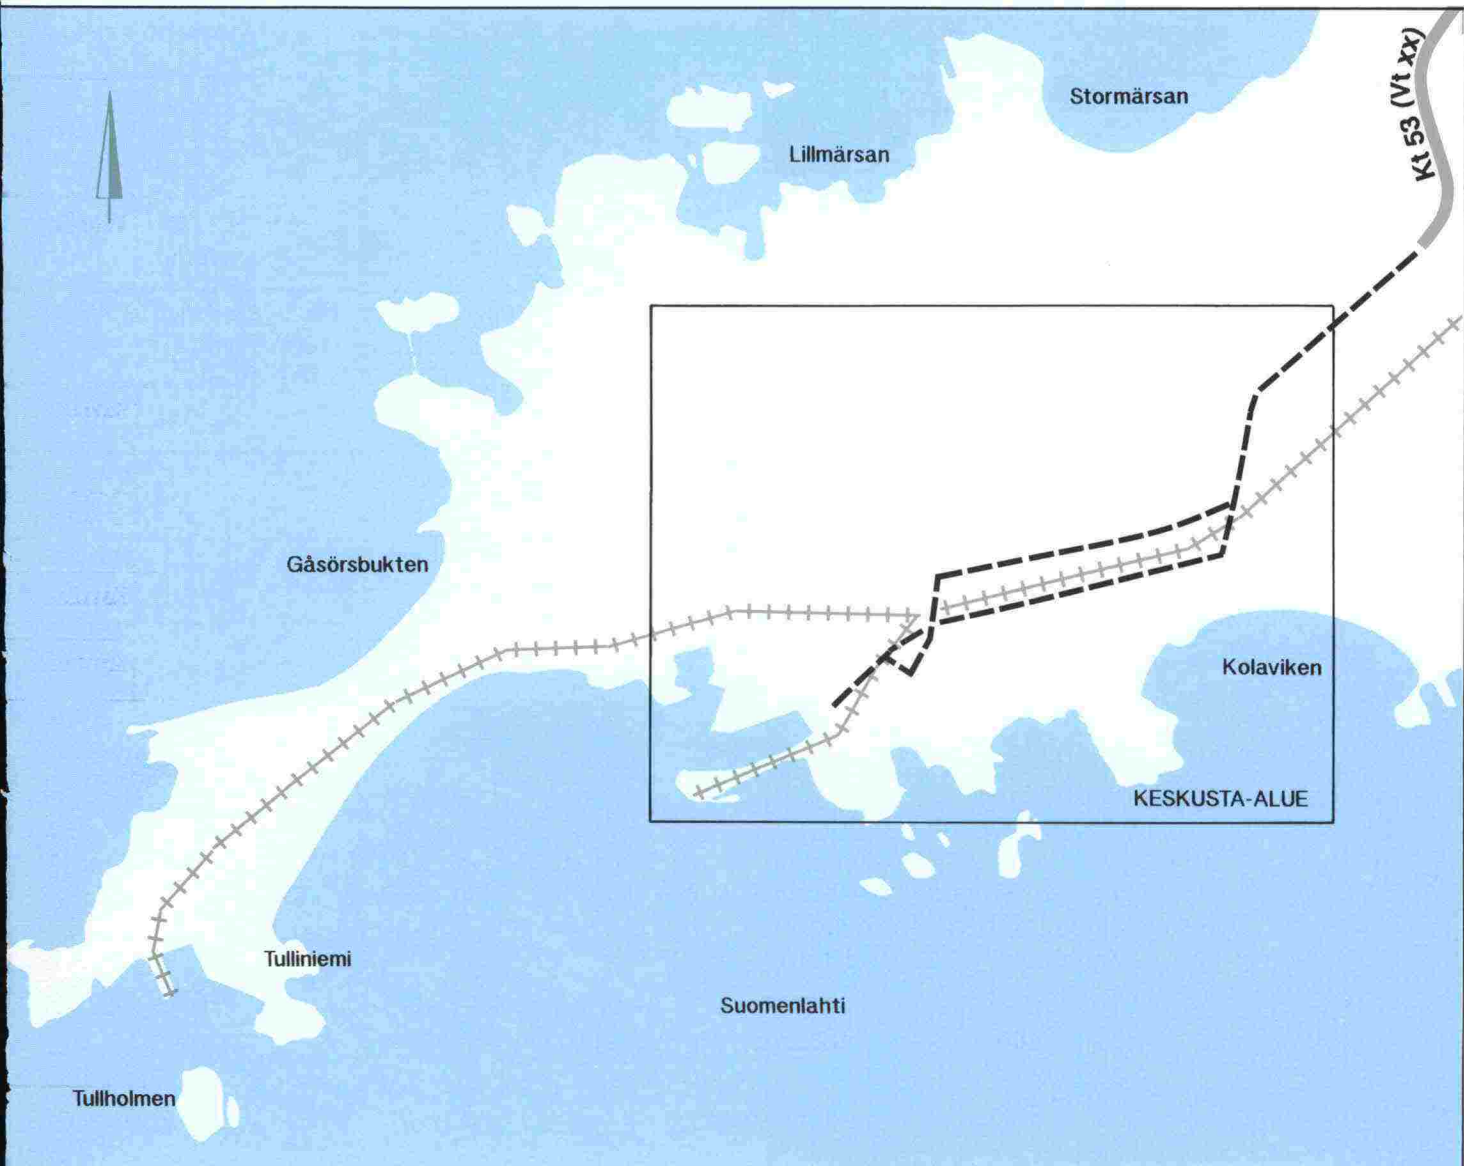 Kt 53 (Vt xx)
Stormärsan
Lillmärsan
Gåsörsbukten
Kolaviken
KESKUSTA-ALUE
Tulliniemi
Suomenlahti
Tullholmen